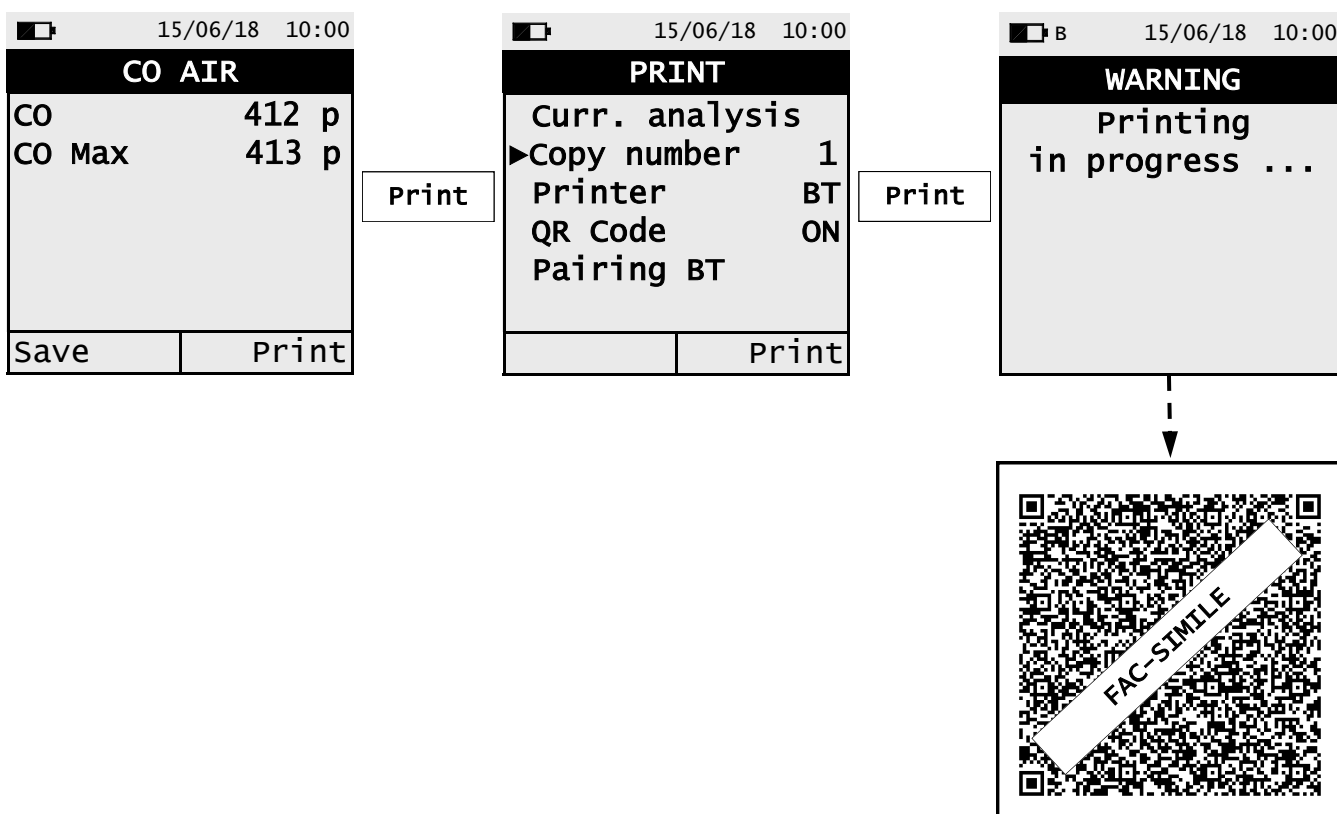 15/06/18 10:00
CO AIR
CO 412 p
CO Max 413 p
Save Print
Print
15/06/18 10:00
PRINT
Curr. analysis
▶Copy number 1
Printer BT
QR Code ON
Pairing BT
Print
Print
B 15/06/18 10:00
WARNING
Printing
in progress ...
FAC-SIMILE